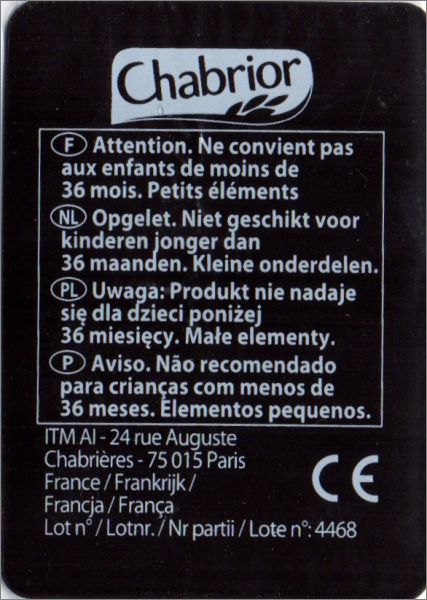 Chabrior
F Attention. Ne convient pas
aux enfants de moins de
36 mois. Petits éléments
NL Opgelet. Niet geschikt voor
kinderen jonger dan
36 maanden. Kleine onderdelen.
PL Uwaga: Produkt nie nadaje
się dla dzieci poniżej
36 miesięcy. Małe elementy.
P Aviso. Não recomendado
para crianças com menos de
36 meses. Elementos pequenos.
ITM AI - 24 rue Auguste
Chabrières - 75 015 Paris
France / Frankrijk /
Francja / França
Lot n° / Lotnr. / Nr partii / Lote n°: 4468
CE